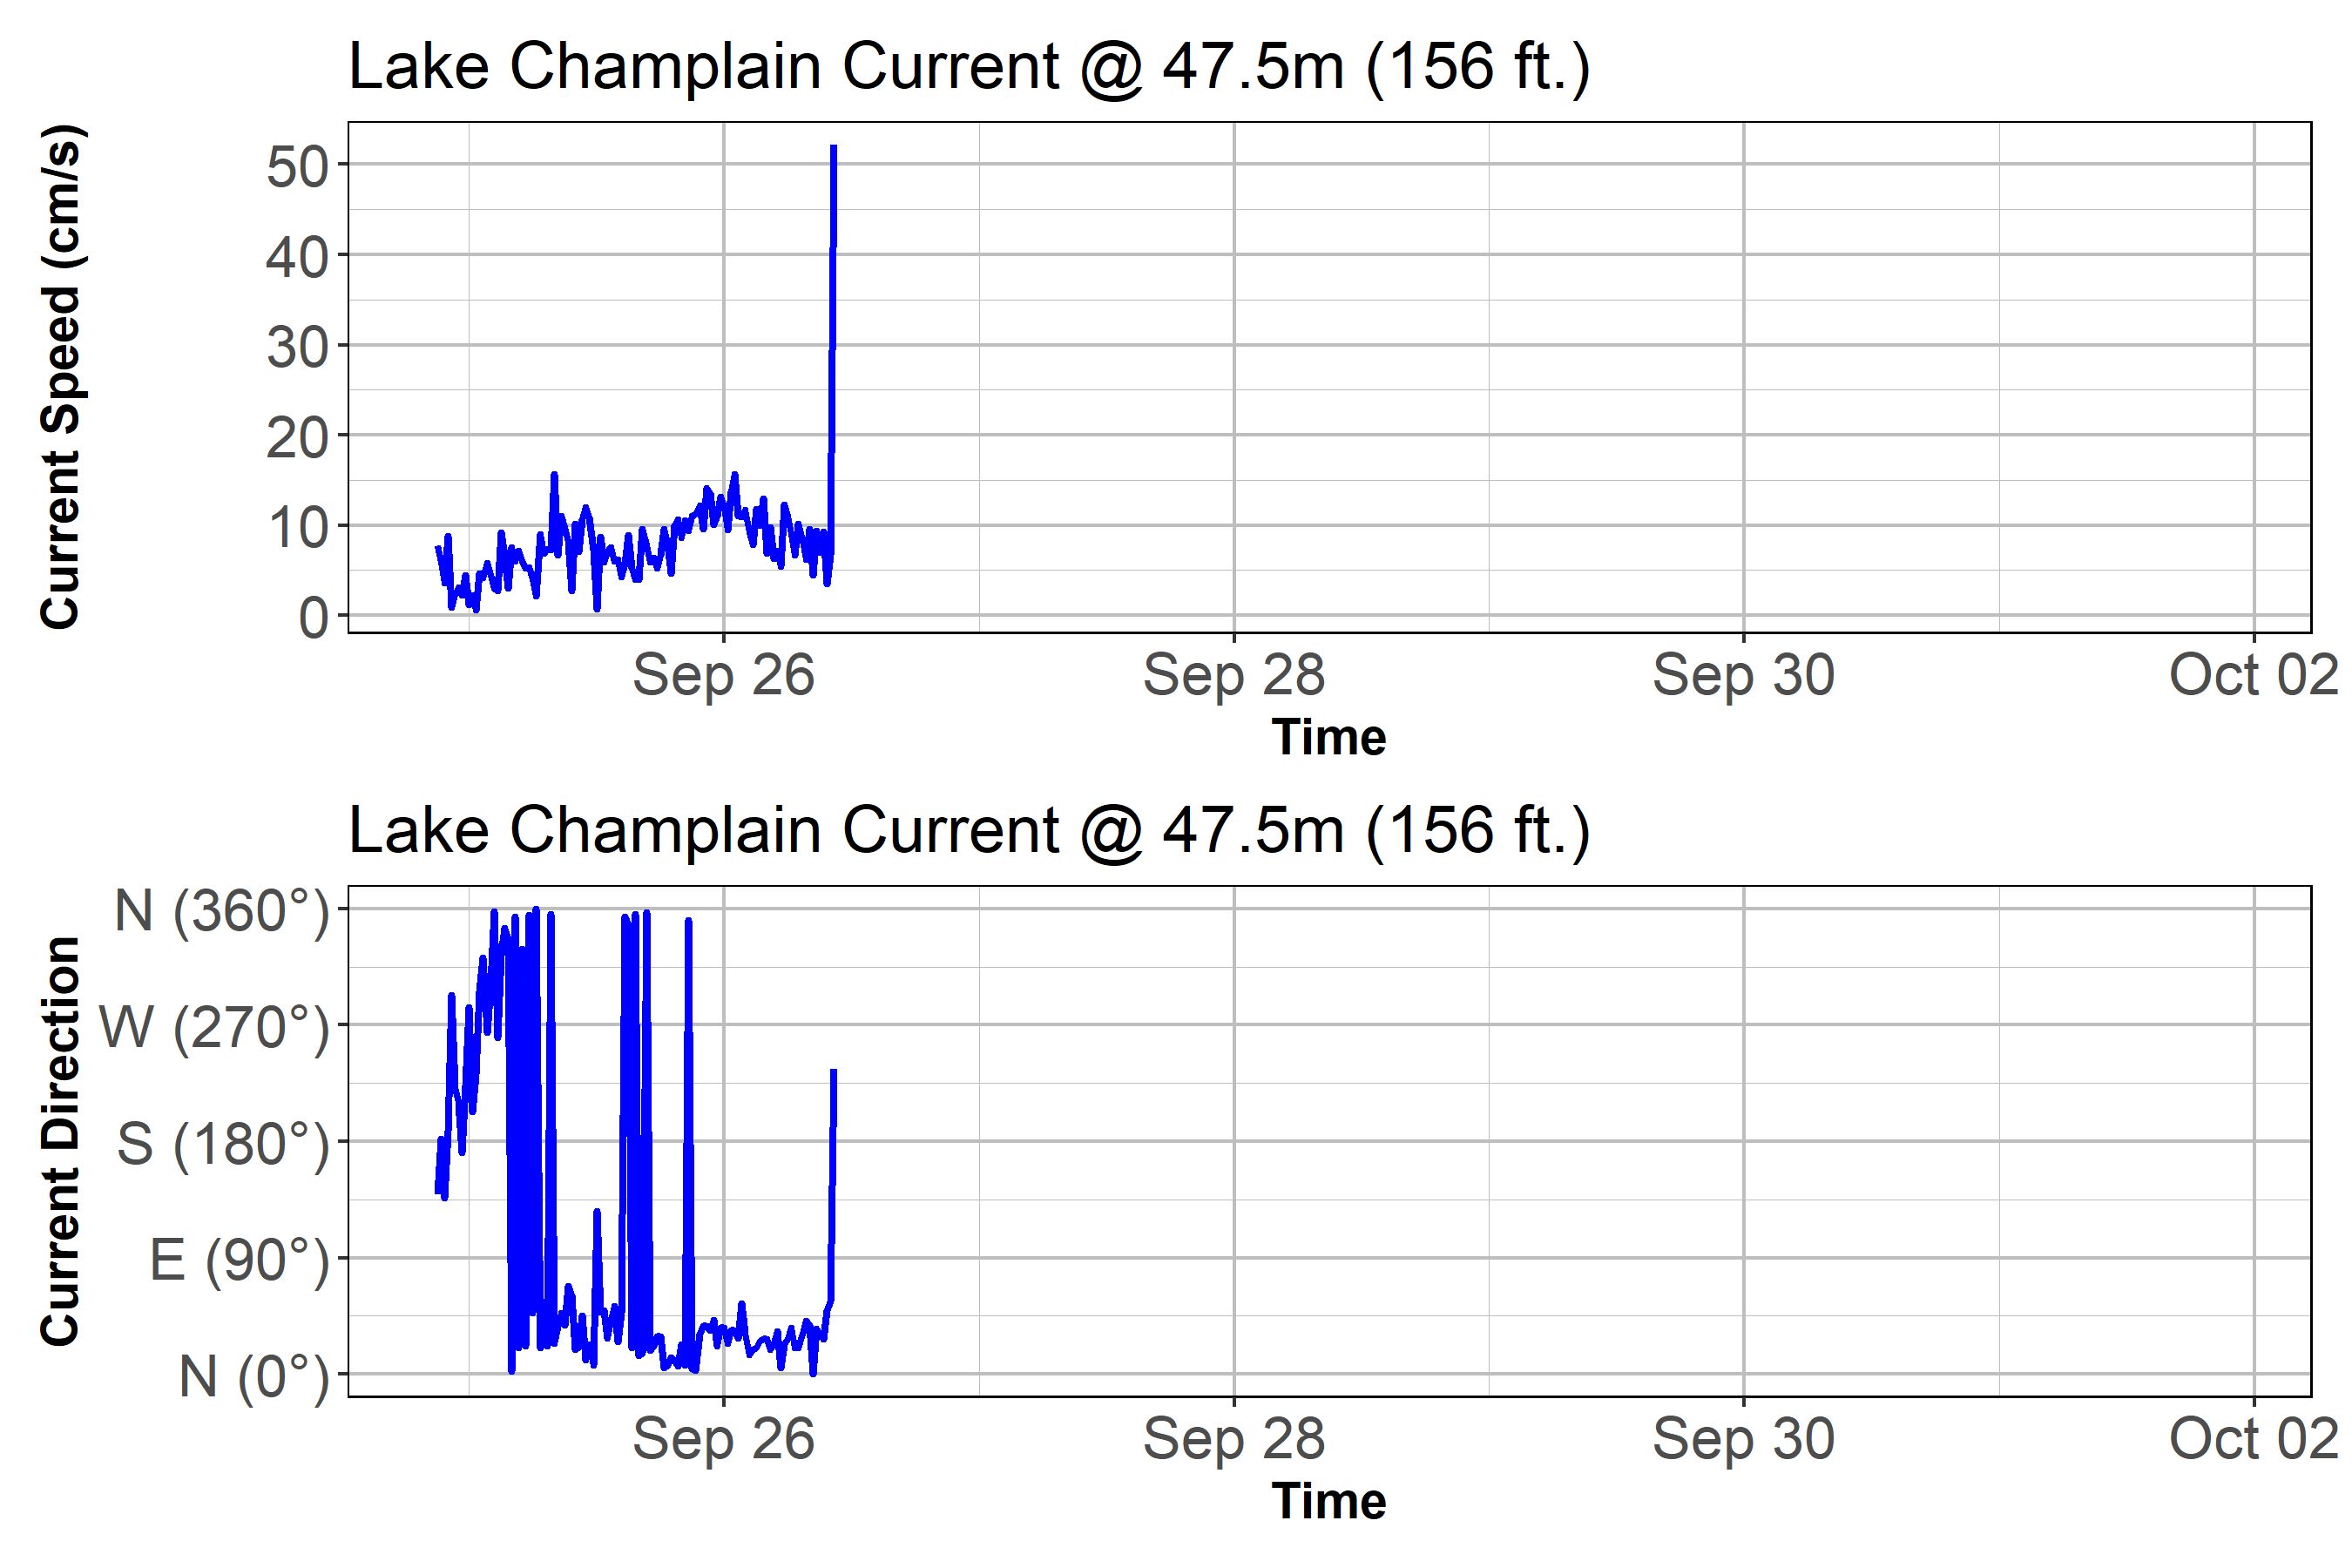 Lake Champlain Current @ 47.5m (156 ft.)
Current Speed (cm/s)
50
40
30
20
10
0
Sep 26
Sep 28
Sep 30
Oct 02
Time
Lake Champlain Current @ 47.5m (156 ft.)
Current Direction
N (360°)
W (270°)
S (180°)
E (90°)
N (0°)
Sep 26
Sep 28
Sep 30
Oct 02
Time